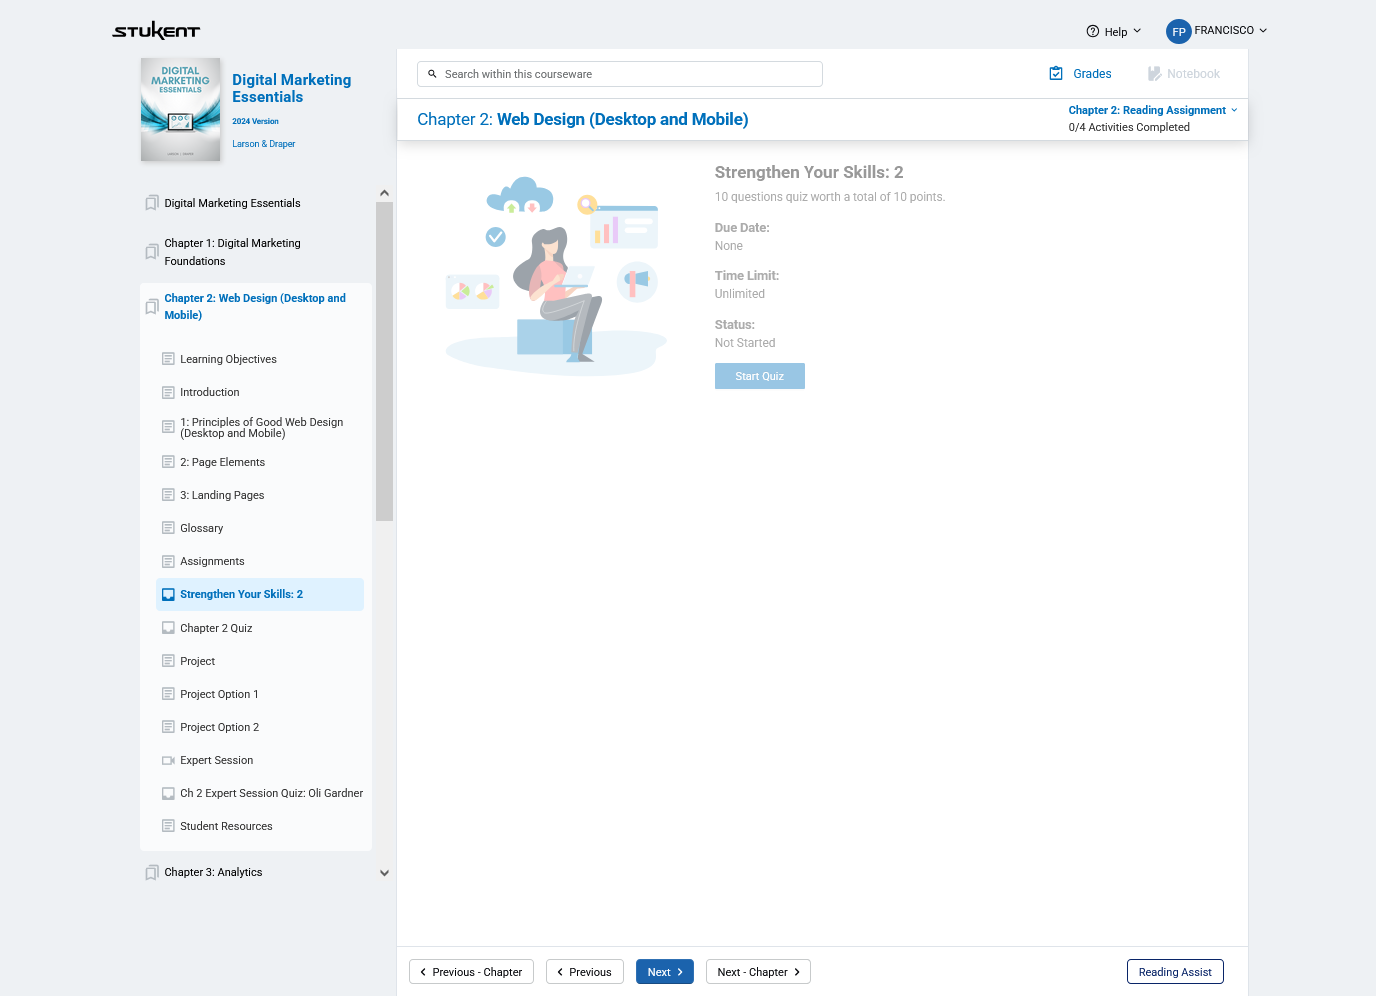 STUKENT
Help
FP
FRANCISCO
DIGITAL
MARKETING
ESSENTIALS
LARSON | DRAPER
Digital Marketing
Essentials
2024 Version
Larson & Draper
Search within this courseware
Grades
Notebook
Chapter 2: Web Design (Desktop and Mobile)
Chapter 2: Reading Assignment
0/4 Activities Completed
Digital Marketing Essentials
Chapter 1: Digital Marketing
Foundations
Chapter 2: Web Design (Desktop and
Mobile)
Learning Objectives
Introduction
1: Principles of Good Web Design
(Desktop and Mobile)
2: Page Elements
3: Landing Pages
Glossary
Assignments
Strengthen Your Skills: 2
Chapter 2 Quiz
Project
Project Option 1
Project Option 2
Expert Session
Ch 2 Expert Session Quiz: Oli Gardner
Student Resources
Chapter 3: Analytics
Strengthen Your Skills: 2
10 questions quiz worth a total of 10 points.
Due Date:
None
Time Limit:
Unlimited
Status:
Not Started
Start Quiz
Previous - Chapter
Previous
Next
Next - Chapter
Reading Assist